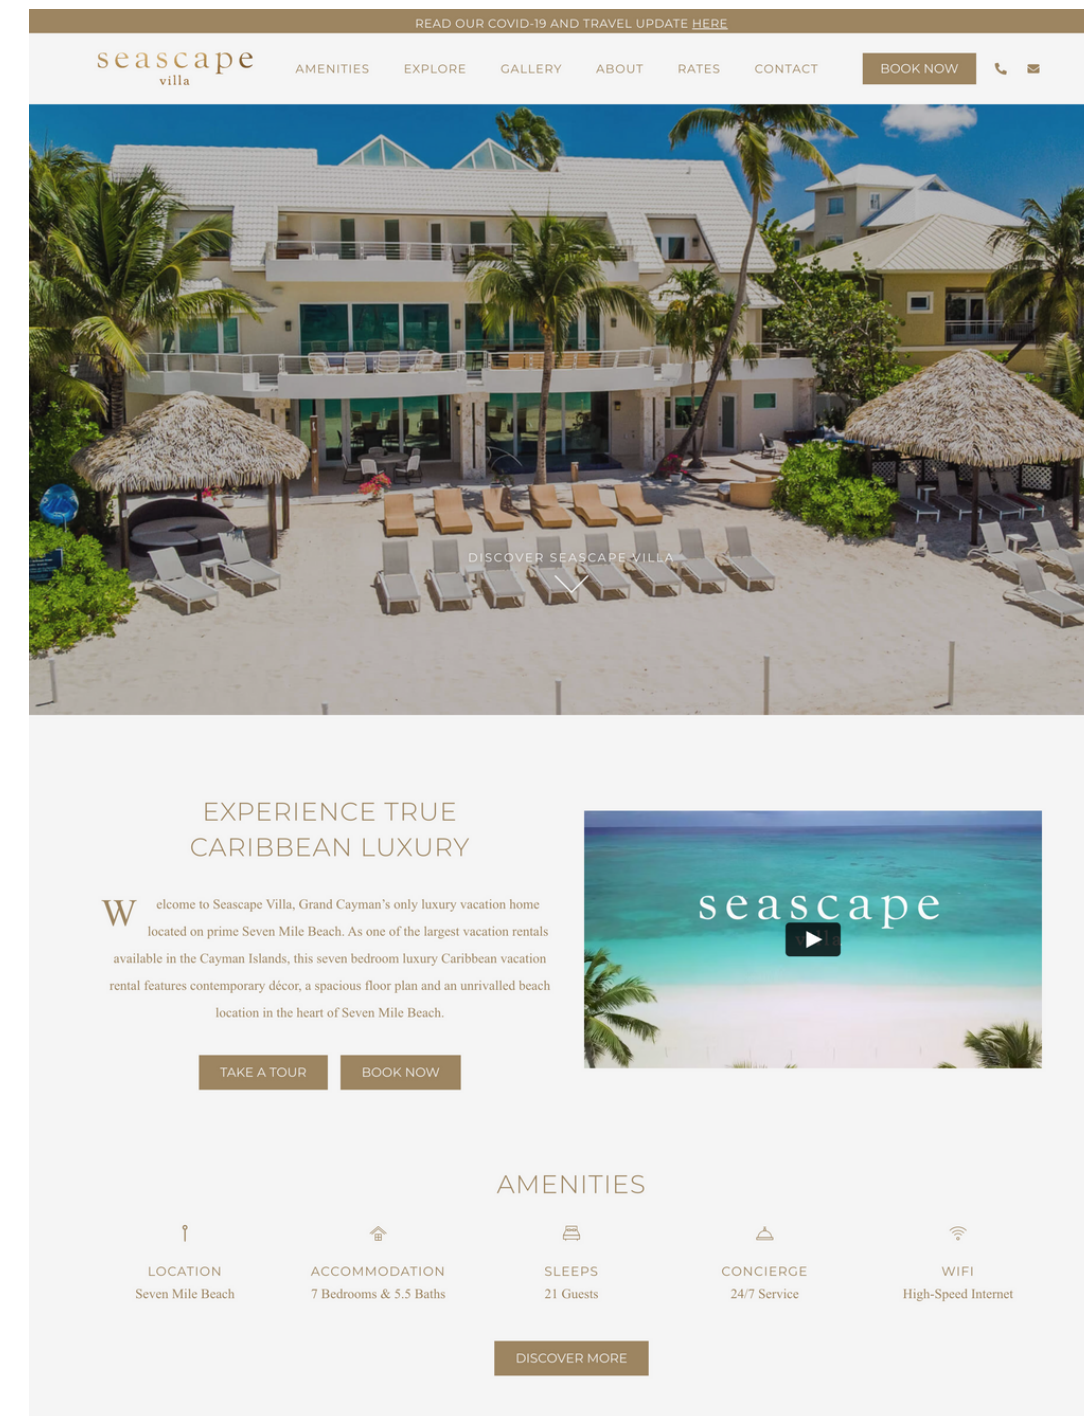 READ OUR COVID-19 AND TRAVEL UPDATE HERE
seascape
villa
AMENITIES EXPLORE GALLERY ABOUT RATES CONTACT BOOK NOW
DISCOVER SEASCAPE VILLA
EXPERIENCE TRUE
CARIBBEAN LUXURY
Welcome to Seascape Villa, Grand Cayman’s only luxury vacation home
located on prime Seven Mile Beach. As one of the largest vacation rentals
available in the Cayman Islands, this seven bedroom luxury Caribbean vacation
rental features contemporary décor, a spacious floor plan and an unrivalled beach
location in the heart of Seven Mile Beach.
TAKE A TOUR BOOK NOW
seascape
villa
AMENITIES
LOCATION ACCOMMODATION SLEEPS CONCIERGE WIFI
Seven Mile Beach 7 Bedrooms & 5.5 Baths 21 Guests 24/7 Service High-Speed Internet
DISCOVER MORE